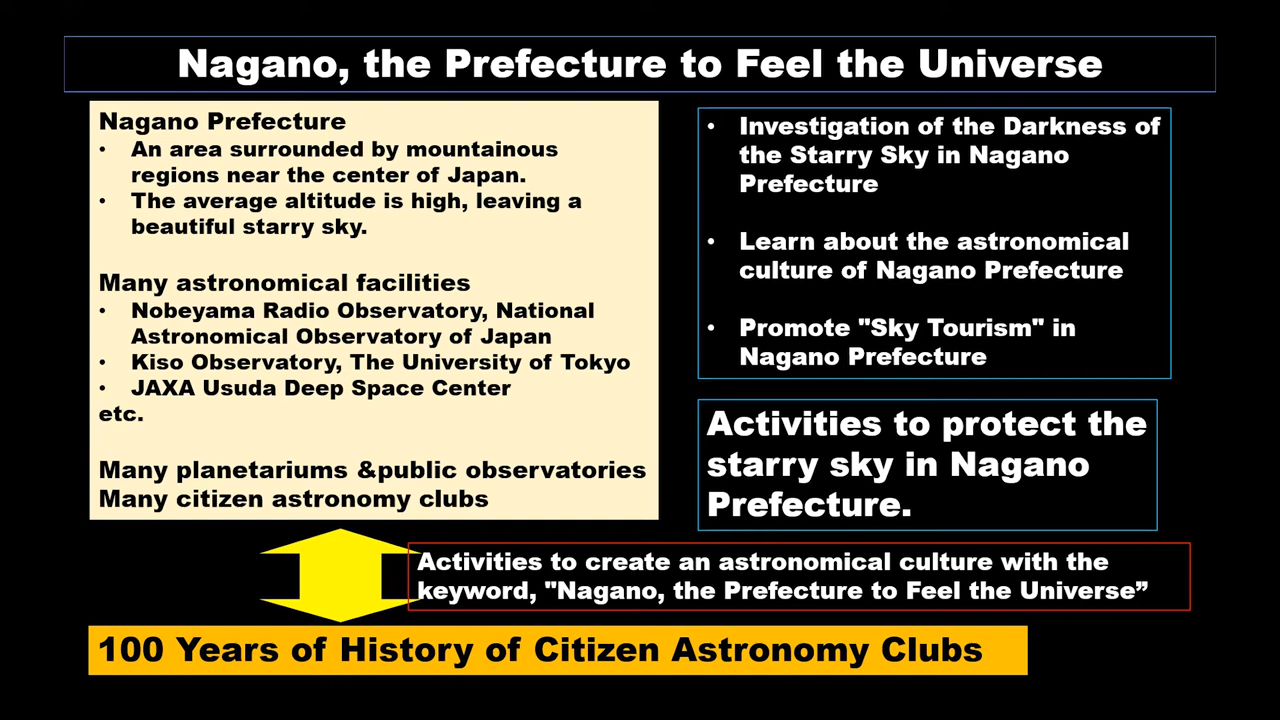 Nagano, the Prefecture to Feel the Universe
Nagano Prefecture
• An area surrounded by mountainous
regions near the center of Japan.
• The average altitude is high, leaving a
beautiful starry sky.
Many astronomical facilities
• Nobeyama Radio Observatory, National
Astronomical Observatory of Japan
• Kiso Observatory, The University of Tokyo
• JAXA Usuda Deep Space Center
etc.
Many planetariums &public observatories
Many citizen astronomy clubs
• Investigation of the Darkness of
the Starry Sky in Nagano
Prefecture
• Learn about the astronomical
culture of Nagano Prefecture
• Promote "Sky Tourism" in
Nagano Prefecture
Activities to protect the
starry sky in Nagano
Prefecture.
Activities to create an astronomical culture with the
keyword, "Nagano, the Prefecture to Feel the Universe”
100 Years of History of Citizen Astronomy Clubs